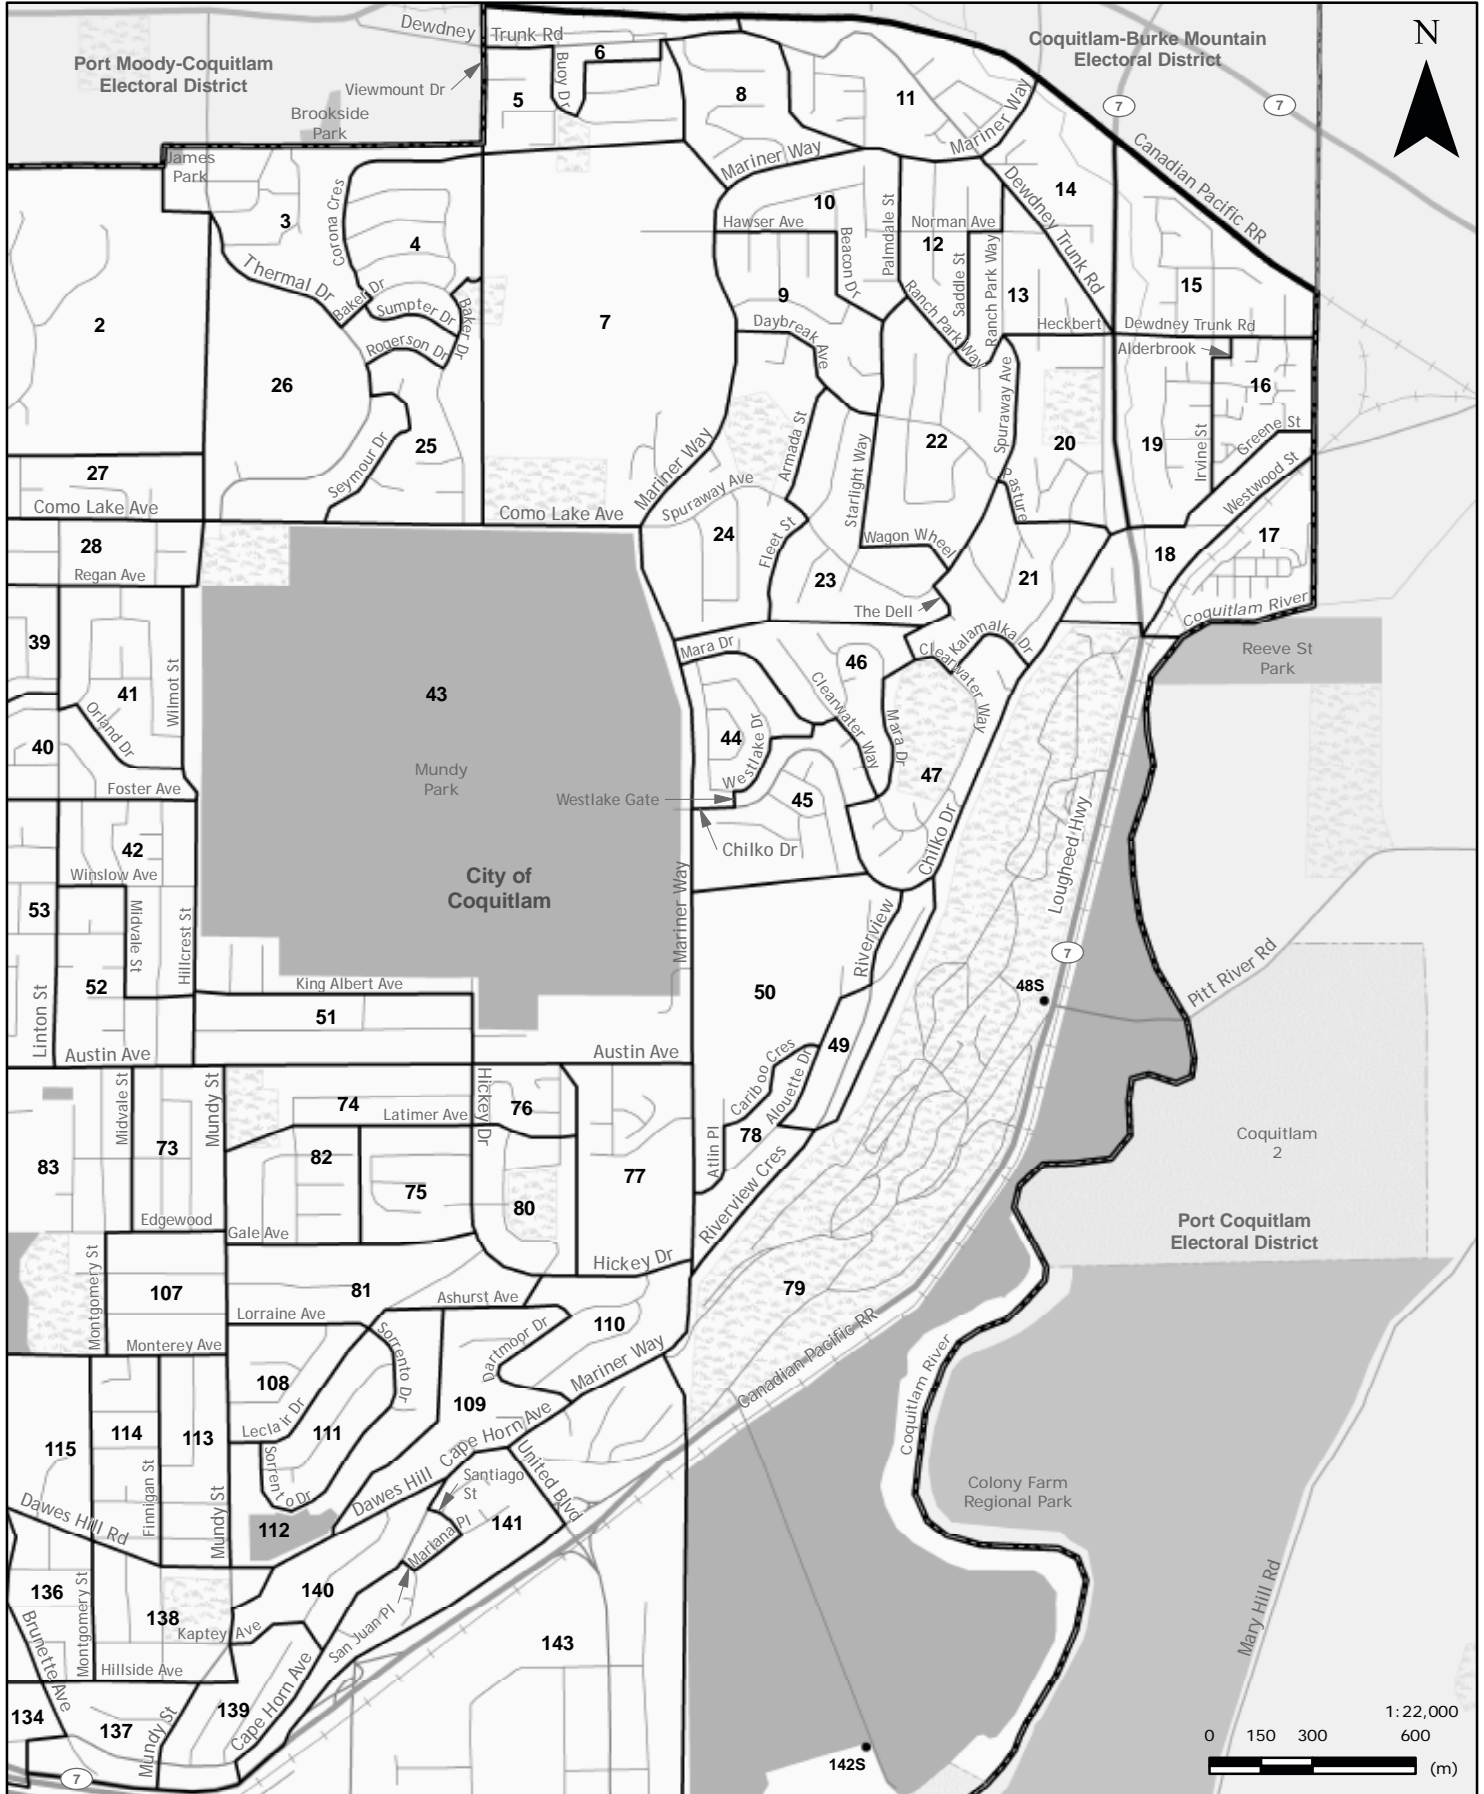 Dewdney Trunk Rd
N
Port Moody-Coquitlam
Electoral District
Viewmount Dr
Brookside
Park
Buoy Dr
6
5
8
11
Coquitlam-Burke Mountain
Electoral District
7
7
Mariner Way
Mariner Way
Canadian Pacific RR
James
Park
3
Corona Cres
4
10
Hawser Ave
Palmdale St
Beacon Dr
Norman Ave
12
Saddle St
Ranch Park Way
Ranch Park Way
Dewdney Trunk Rd
14
13
15
Heckbert
Dewdney Trunk Rd
Alderbrook
16
Thermal Dr
Baker Dr
Sumpter Dr
Baker Dr
Rogerson Dr
2
7
9
Daybreak Ave
26
25
Seymour Dr
Mariner Way
Armada St
Starlight Way
22
Spuraway Ave
20
19
Irvine St
Greene St
Westwood St
27
Como Lake Ave
Como Lake Ave
Spuraway Ave
Pasture
24
Fleet St
Wagon Wheel
23
21
18
17
The Dell
Coquitlam River
28
Regan Ave
39
41
Wilmot St
Orland Dr
40
Foster Ave
43
Mundy
Park
City of
Coquitlam
Mara Dr
46
Clearwater Way
Kalamalka Dr
Clearwater Way
Mara Dr
44
Westlake Dr
Westlake Gate
45
47
Chilko Dr
Chilko Dr
Reeve St
Park
Lougheed Hwy
7
42
Winslow Ave
53
Midvale St
Hillcrest St
52
Linton St
Austin Ave
King Albert Ave
51
Austin Ave
Mariner Way
50
Riverview
48S
49
Pitt River Rd
Cariboo Cres
Alouette Dr
78
Atlin Pl
Riverview Cres
Midvale St
Mundy St
74
Latimer Ave
Hickey Dr
76
83
73
82
75
80
77
Edgewood
Gale Ave
Hickey Dr
Coquitlam
2
Port Coquitlam
Electoral District
79
Montgomery St
107
81
Lorraine Ave
Ashurst Ave
Monterey Ave
Sorrento Dr
Dartmoor Dr
110
Mariner Way
Canadian Pacific RR
Coquitlam River
108
Leclair Dr
111
109
Sorrento Dr
Dawes Hill
Cape Horn Ave
115
114
113
Finnigan St
Mundy St
Dawes Hill Rd
112
Santiago
St
United Blvd
Mariana Pl
141
Colony Farm
Regional Park
136
Montgomery St
138
Brunette Ave
Kaptey Ave
Hillside Ave
140
San Juan Pl
143
Mary Hill Rd
134
137
Mundy St
139
Cape Horn Ave
7
142S
1:22,000
0 150 300 600
(m)